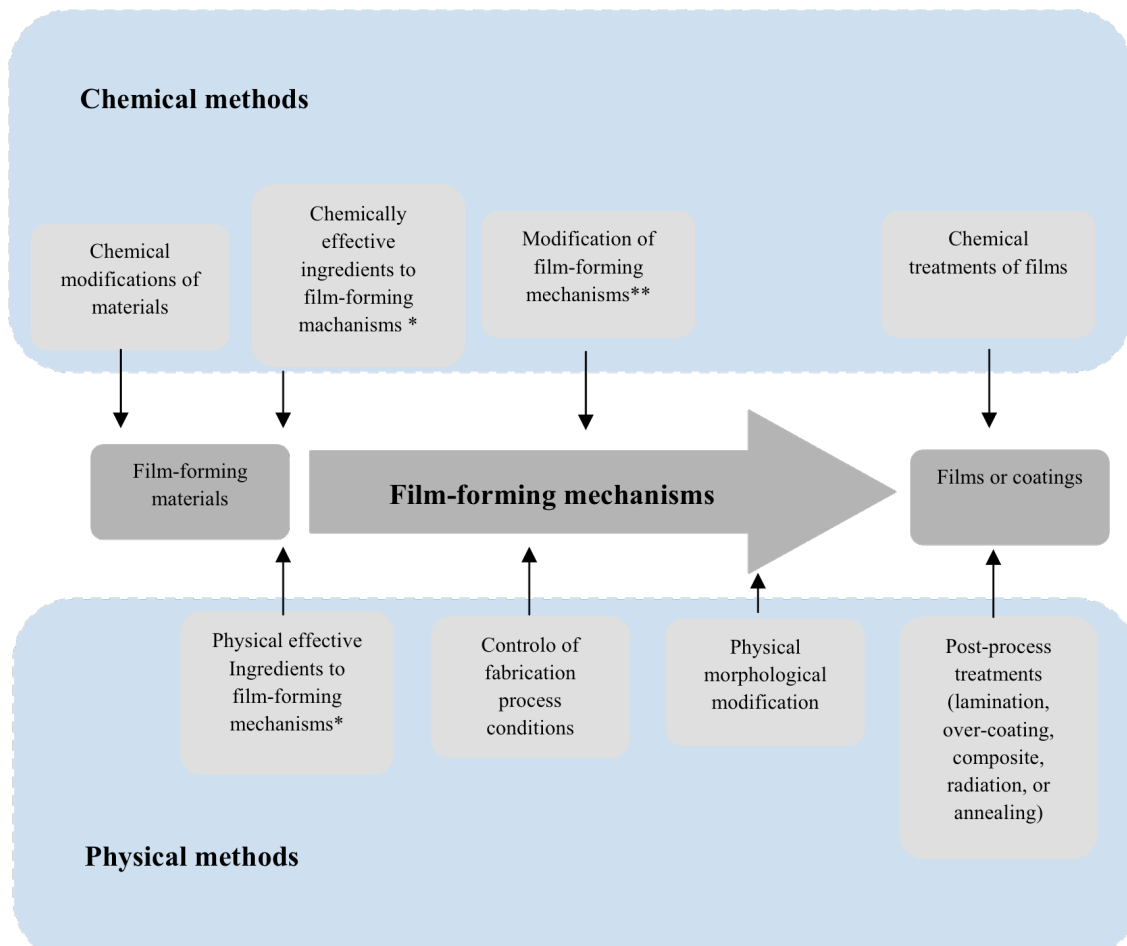 Chemical methods
Chemical
modifications of
materials
Chemically
effective
ingredients to
film-forming
machanisms *
Modification of
film-forming
mechanisms**
Chemical
treatments of films
Film-forming
materials
Film-forming mechanisms
Films or coatings
Physical effective
Ingredients to
film-forming
mechanisms*
Controlo of
fabrication
process
conditions
Physical
morphological
modification
Post-process
treatments
(lamination,
over-coating,
composite,
radiation, or
annealing)
Physical methods